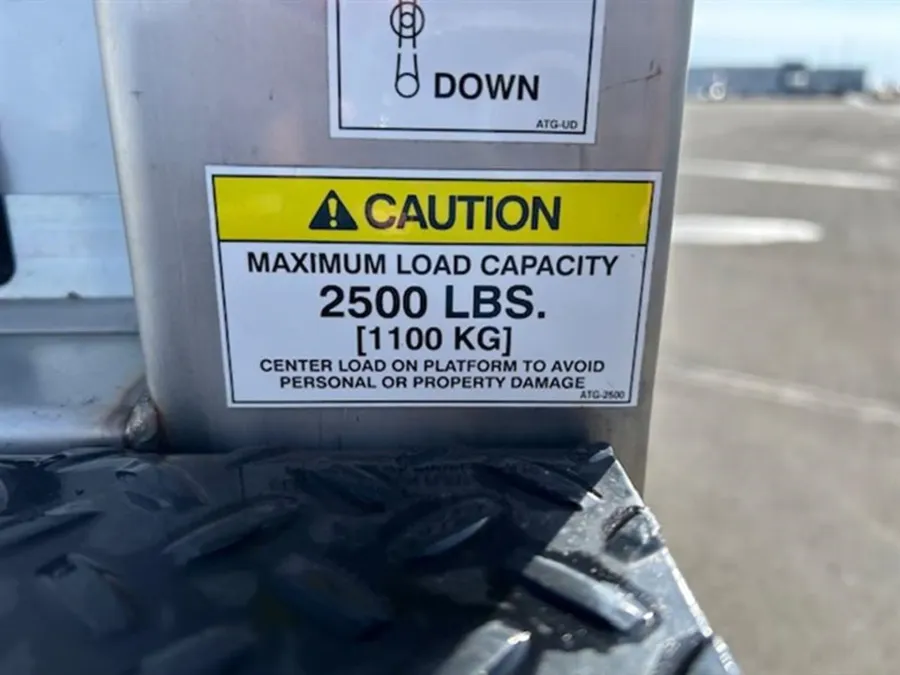 DOWN
ATG-UD
CAUTION
MAXIMUM LOAD CAPACITY
2500 LBS.
[1100 KG]
CENTER LOAD ON PLATFORM TO AVOID
PERSONAL OR PROPERTY DAMAGE
ATG-2500